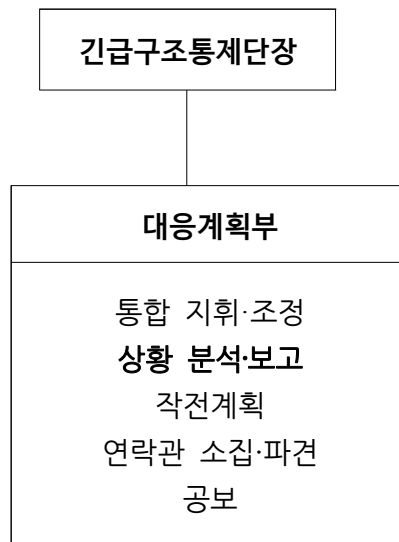 긴급구조통제단장
대응계획부
통합 지휘·조정
상황 분석·보고
작전계획
연락관 소집·파견
공보